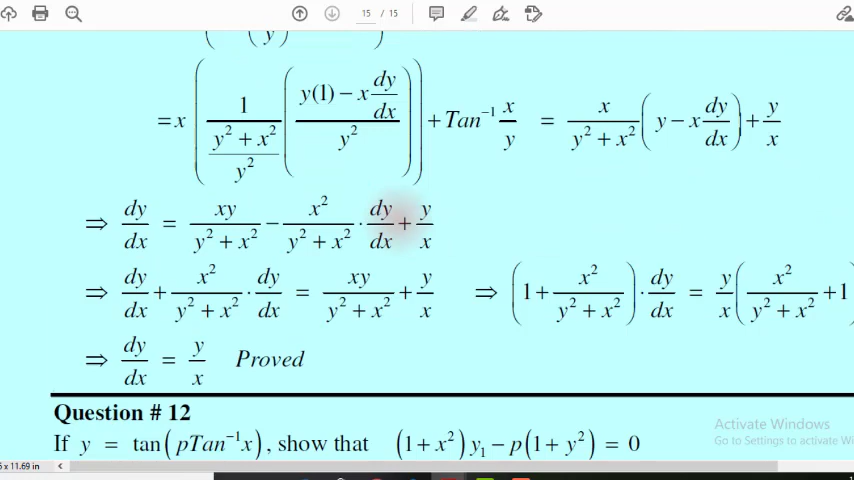 15 / 15
(y)
= x ( 1 / ((y² + x²) / y²) ( (y(1) − x dy/dx) / y² ) ) + Tan⁻¹ x/y = x / (y² + x²) ( y − x dy/dx ) + y/x
⇒ dy/dx = xy / (y² + x²) − x² / (y² + x²) · dy/dx + y/x
⇒ dy/dx + x² / (y² + x²) · dy/dx = xy / (y² + x²) + y/x ⇒ ( 1 + x² / (y² + x²) ) · dy/dx = y/x ( x² / (y² + x²) + 1
⇒ dy/dx = y/x Proved
Question # 12
If y = tan( pTan⁻¹x ), show that (1 + x²) y₁ − p(1 + y²) = 0
Activate Windows
Go to Settings to activate Wi
x 11.69 in